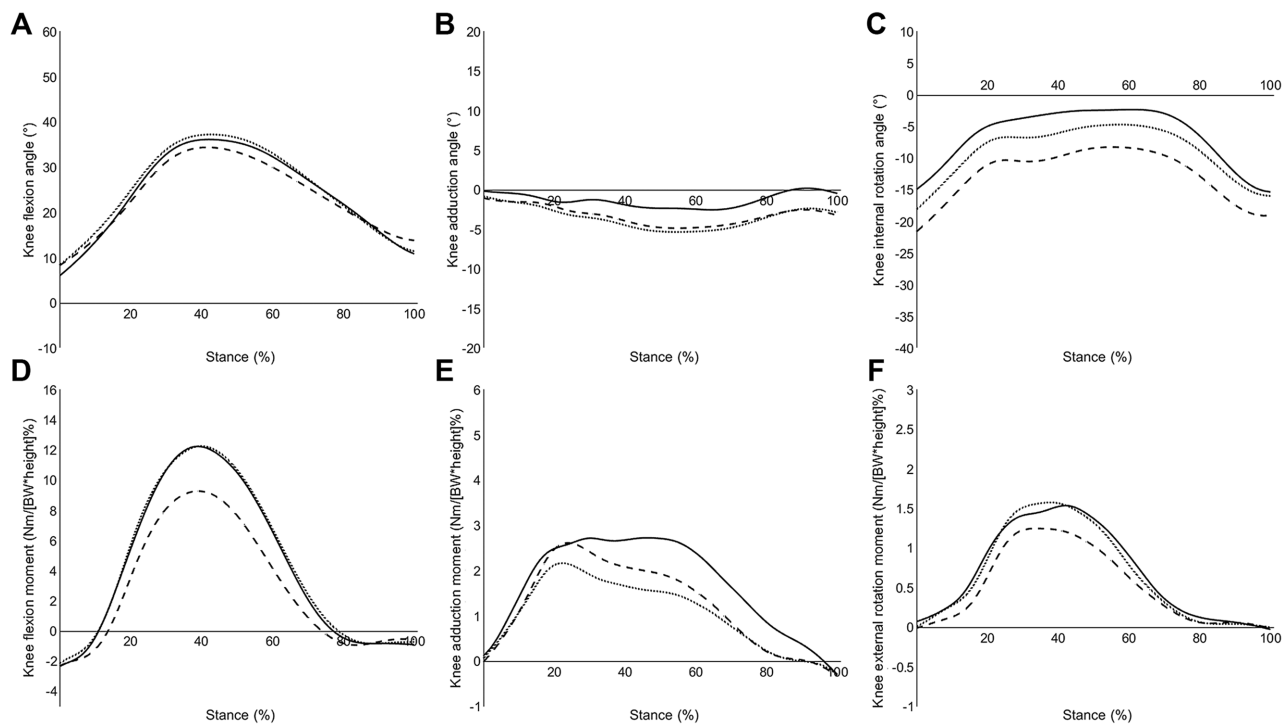 A
Knee flexion angle (°)
60
50
40
30
20
10
0
-10
20 40 60 80 100
Stance (%)
B
Knee adduction angle (°)
20
15
10
5
0
-5
-10
-15
-20
20 40 60 80 100
Stance (%)
C
Knee internal rotation angle (°)
10
5
0
-5
-10
-15
-20
-25
-30
-35
-40
20 40 60 80 100
Stance (%)
D
Knee flexion moment (Nm/[BW*height]%)
16
14
12
10
8
6
4
2
0
-2
-4
20 40 60 80 100
Stance (%)
E
Knee adduction moment (Nm/[BW*height]%)
6
5
4
3
2
1
0
-1
20 40 60 80 100
Stance (%)
F
Knee external rotation moment (Nm/[BW*height]%)
3
2.5
2
1.5
1
0.5
0
-0.5
-1
20 40 60 80 100
Stance (%)